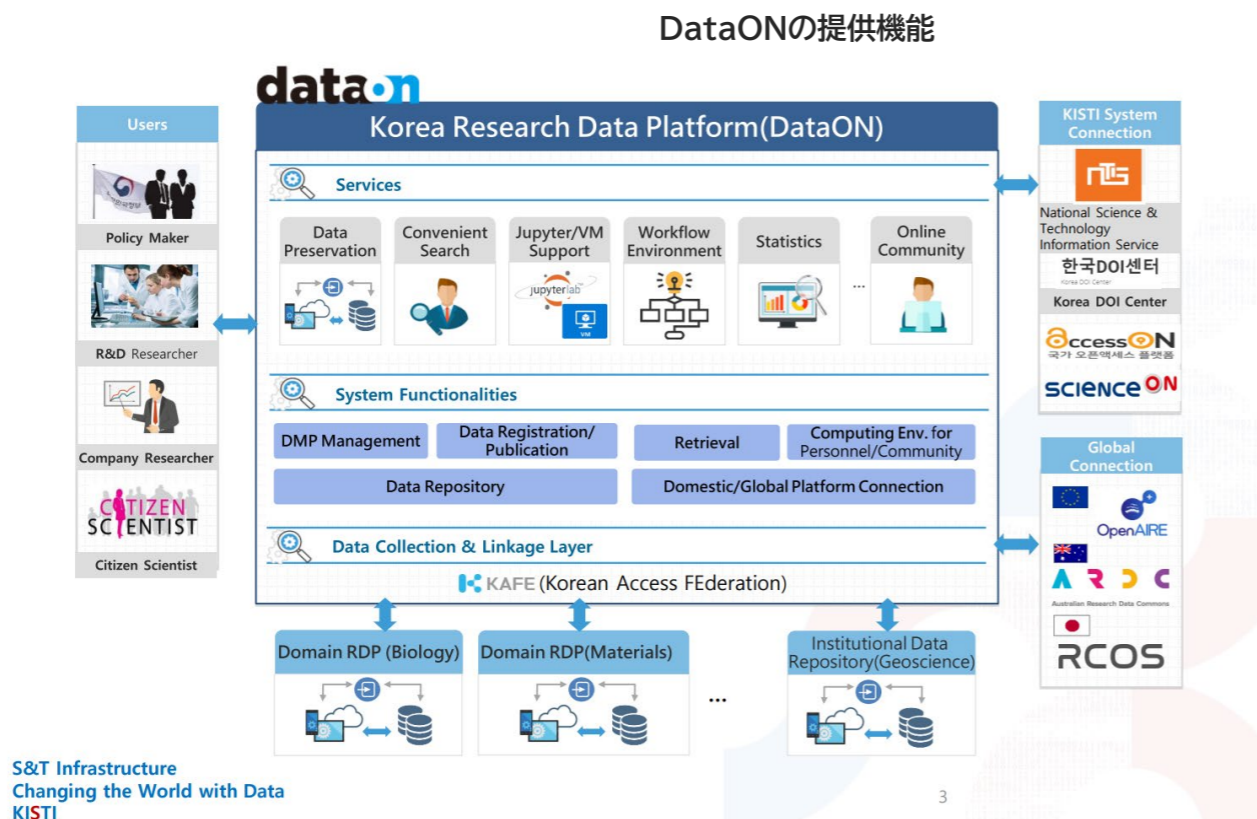 DataONの提供機能
dataon
Users
Policy Maker
R&D Researcher
Company Researcher
CITIZEN
SCIENTIST
Citizen Scientist
Korea Research Data Platform(DataON)
Services
Data
Preservation
Convenient
Search
Jupyter/VM
Support
jupyterlab
VM
Workflow
Environment
Statistics
...
Online
Community
System Functionalities
DMP Management
Data Registration/
Publication
Retrieval
Computing Env. for
Personnel/Community
Data Repository
Domestic/Global Platform Connection
Data Collection & Linkage Layer
KAFE (Korean Access FEderation)
Domain RDP (Biology)
Domain RDP(Materials)
...
Institutional Data
Repository(Geoscience)
KISTI System
Connection
NTIS
National Science &
Technology
Information Service
한국DOI센터
Korea DOI Center
Korea DOI Center
accessON
국가 오픈액세스 플랫폼
SCIENCE ON
Global
Connection
OpenAIRE
ARDC
Australian Research Data Commons
RCOS
S&T Infrastructure
Changing the World with Data
KISTI
3